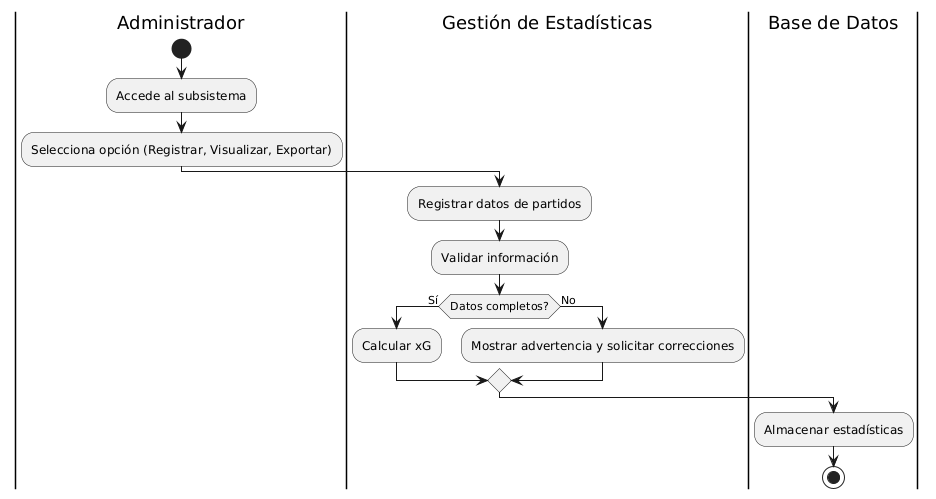 Administrador
Gestión de Estadísticas
Base de Datos
Accede al subsistema
Selecciona opción (Registrar, Visualizar, Exportar)
Registrar datos de partidos
Validar información
Sí
Datos completos?
No
Calcular xG
Mostrar advertencia y solicitar correcciones
Almacenar estadísticas